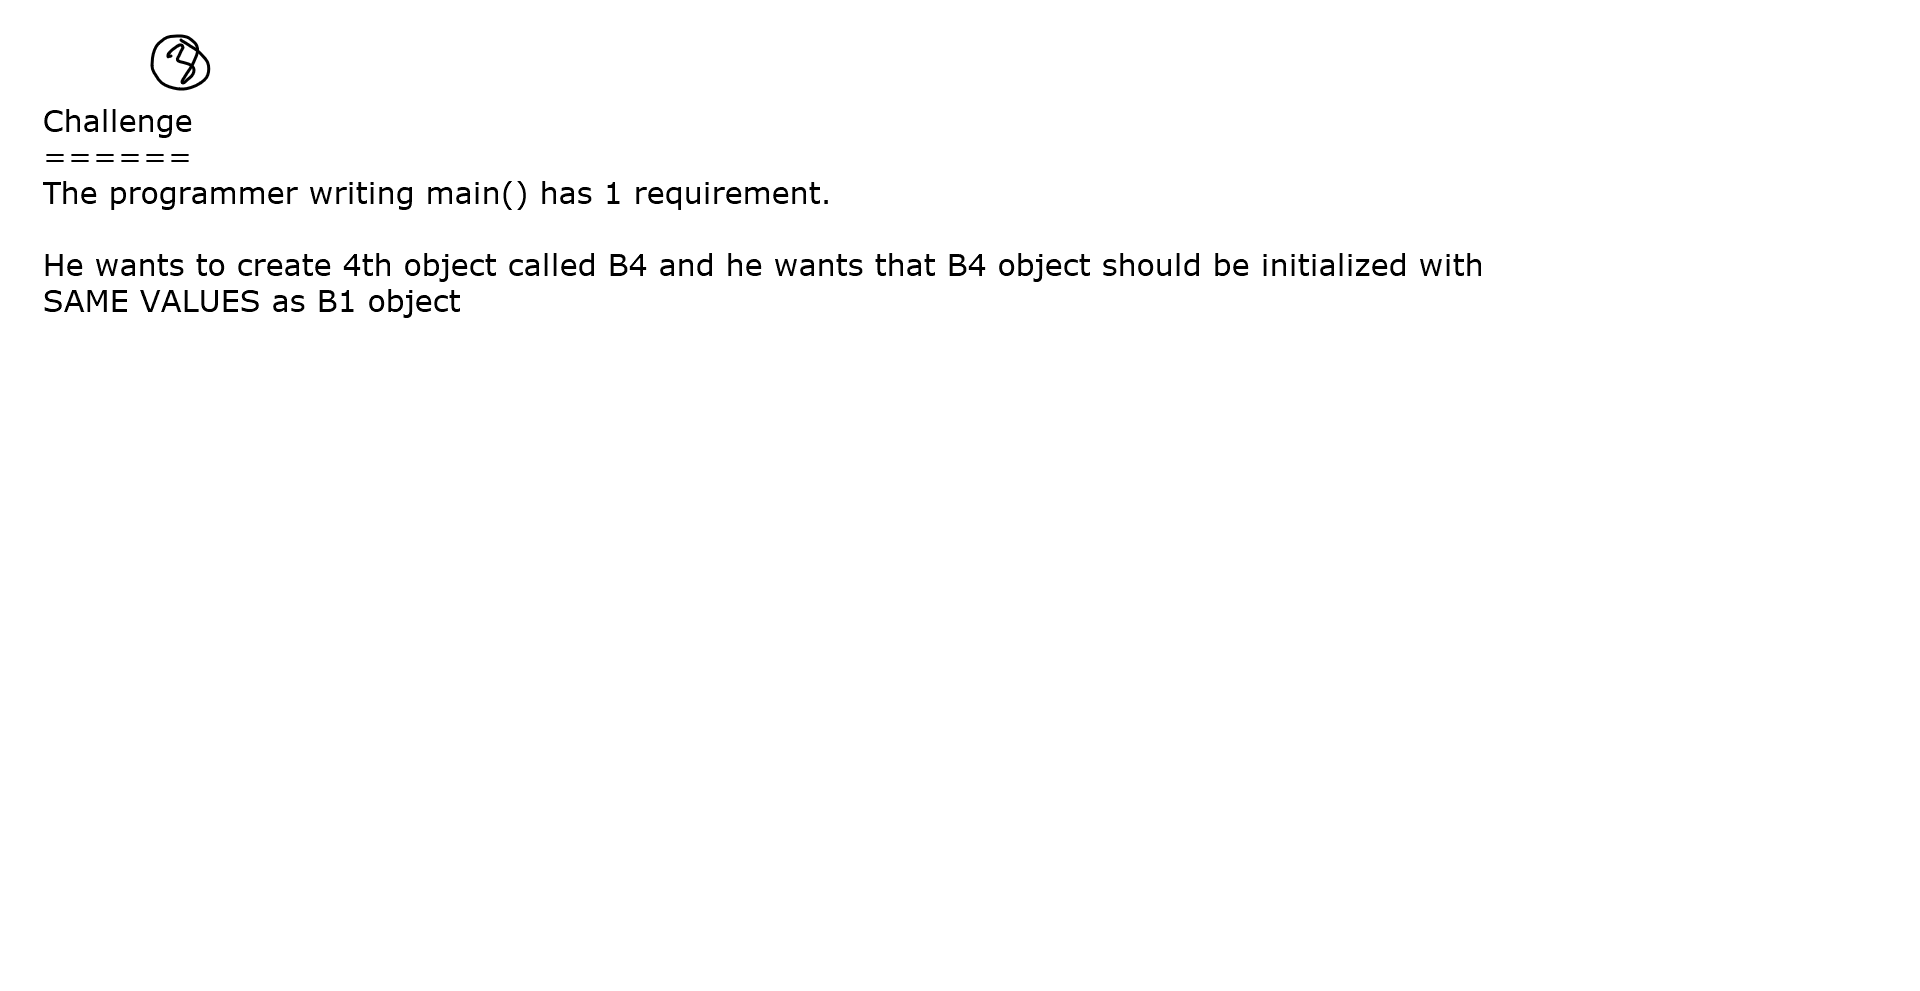 3
Challenge
======
The programmer writing main() has 1 requirement.
He wants to create 4th object called B4 and he wants that B4 object should be initialized with
SAME VALUES as B1 object